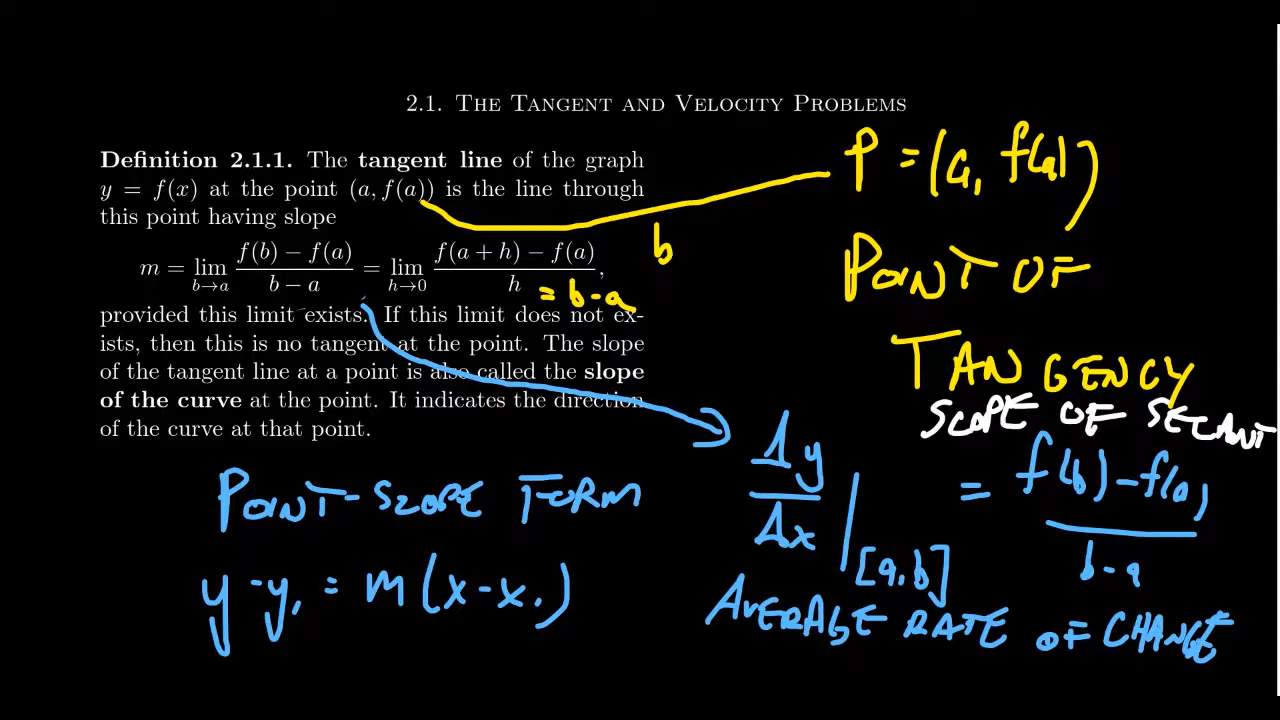 2.1. The Tangent and Velocity Problems
Definition 2.1.1. The tangent line of the graph
y = f(x) at the point (a, f(a)) is the line through
this point having slope
m = lim b→a (f(b) − f(a))/(b − a) = lim h→0 (f(a + h) − f(a))/h,
= b-a
provided this limit exists. If this limit does not ex-
ists, then this is no tangent at the point. The slope
of the tangent line at a point is also called the slope
of the curve at the point. It indicates the direction
of the curve at that point.
P = (a, f(a))
b
POINT OF
TANGENCY
SLOPE OF SECANT
Δy/Δx |[a,b] = (f(b) - f(a))/(b-a)
AVERAGE RATE OF CHANGE
POINT-SLOPE FORM
y - y₁ = m(x - x₁)